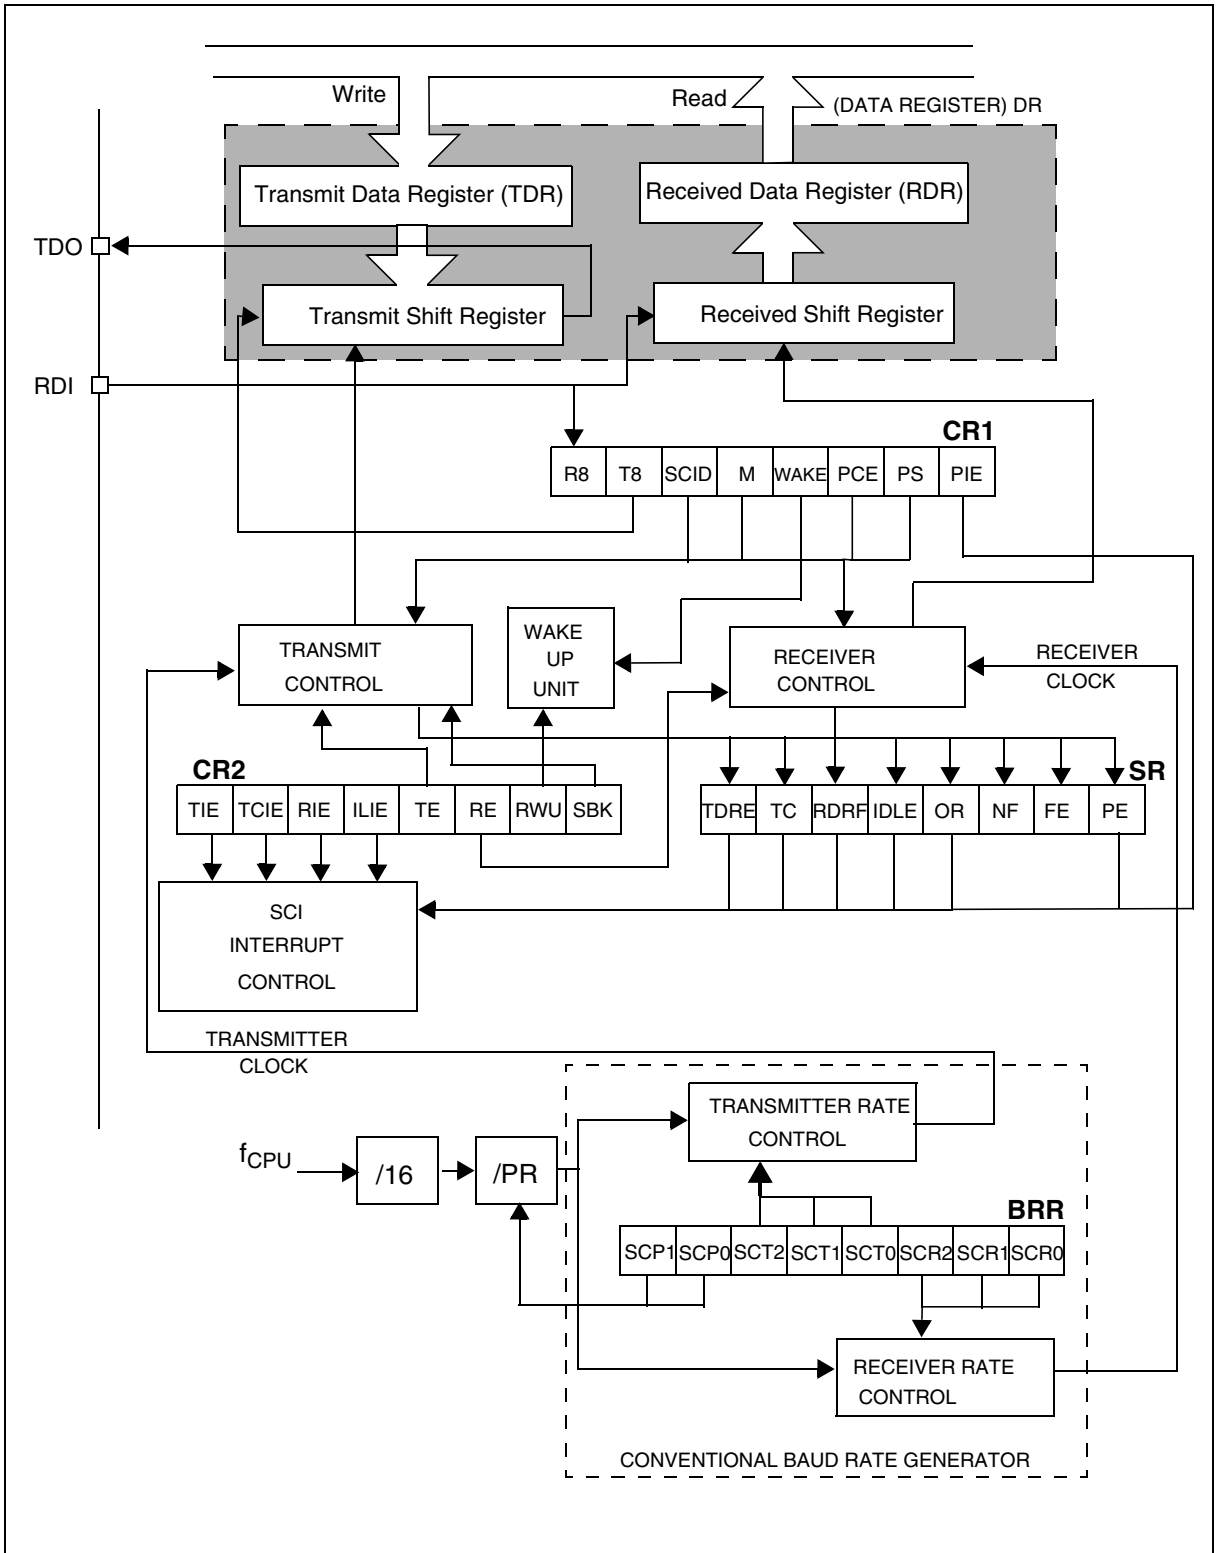 Write
Read
(DATA REGISTER) DR
Transmit Data Register (TDR)
Received Data Register (RDR)
TDO
Transmit Shift Register
Received Shift Register
RDI
CR1
R8 T8 SCID M WAKE PCE PS PIE
TRANSMIT
CONTROL
WAKE
UP
UNIT
RECEIVER
CONTROL
RECEIVER
CLOCK
CR2
TIE TCIE RIE ILIE TE RE RWU SBK
SR
TDRE TC RDRF IDLE OR NF FE PE
SCI
INTERRUPT
CONTROL
TRANSMITTER
CLOCK
TRANSMITTER RATE
CONTROL
fCPU
/16
/PR
BRR
SCP1 SCP0 SCT2 SCT1 SCT0 SCR2 SCR1 SCR0
RECEIVER RATE
CONTROL
CONVENTIONAL BAUD RATE GENERATOR